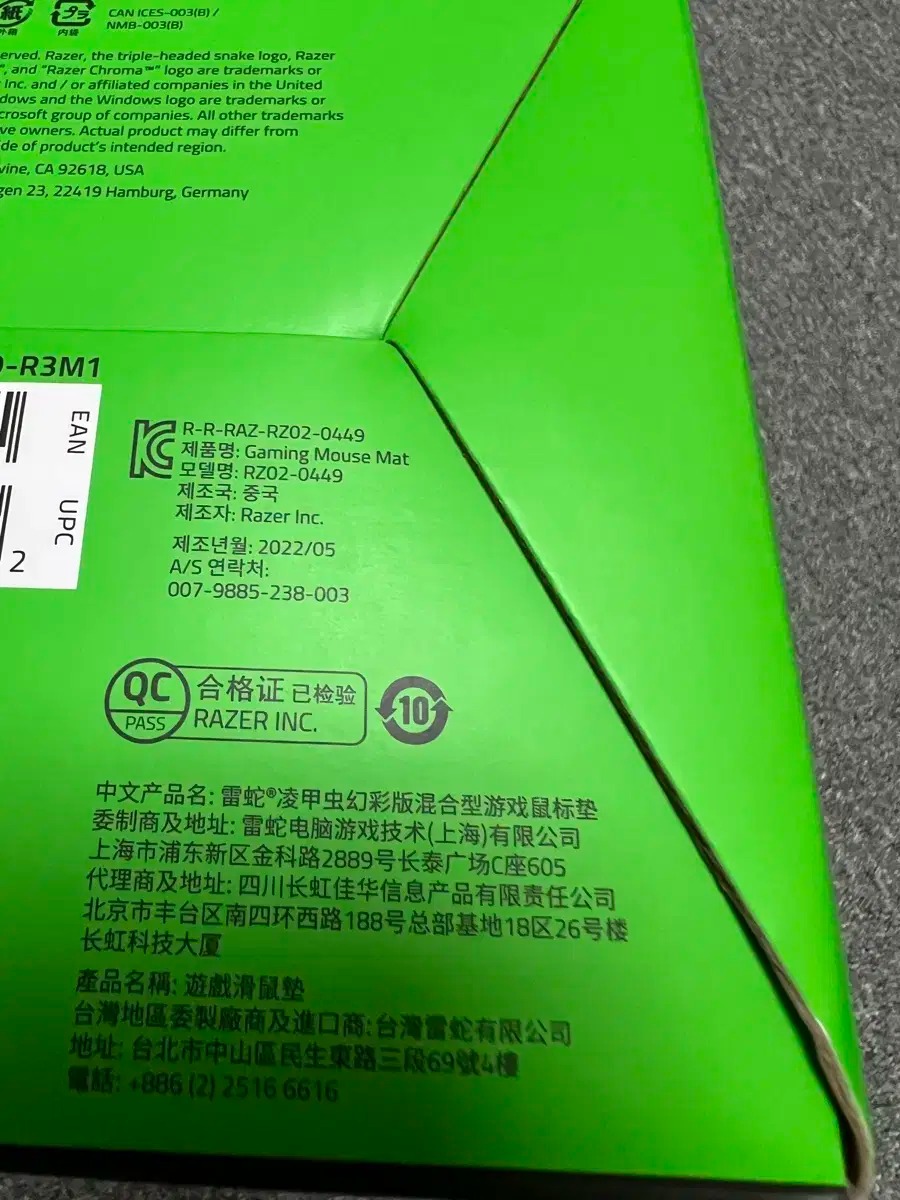 紙
外箱
プラ
内袋
CAN ICES-003(B) /
NMB-003(B)
erved. Razer, the triple-headed snake logo, Razer
", and "Razer Chroma™" logo are trademarks or
Inc. and / or affiliated companies in the United
dows and the Windows logo are trademarks or
crosoft group of companies. All other trademarks
ve owners. Actual product may differ from
de of product's intended region.
vine, CA 92618, USA
gen 23, 22419 Hamburg, Germany
-R3M1
EAN
UPC
2
R-R-RAZ-RZ02-0449
제품명: Gaming Mouse Mat
모델명: RZ02-0449
제조국: 중국
제조자: Razer Inc.
제조년월: 2022/05
A/S 연락처:
007-9885-238-003
QC
PASS
合格证 已检验
RAZER INC.
10
中文产品名: 雷蛇®凌甲虫幻彩版混合型游戏鼠标垫
委制商及地址: 雷蛇电脑游戏技术(上海)有限公司
上海市浦东新区金科路2889号长泰广场C座605
代理商及地址: 四川长虹佳华信息产品有限责任公司
北京市丰台区南四环西路188号总部基地18区26号楼
长虹科技大厦
產品名稱: 遊戲滑鼠墊
台灣地區委製廠商及進口商:台灣雷蛇有限公司
地址: 台北市中山區民生東路三段69號4樓
電話: +886 (2) 2516 6616